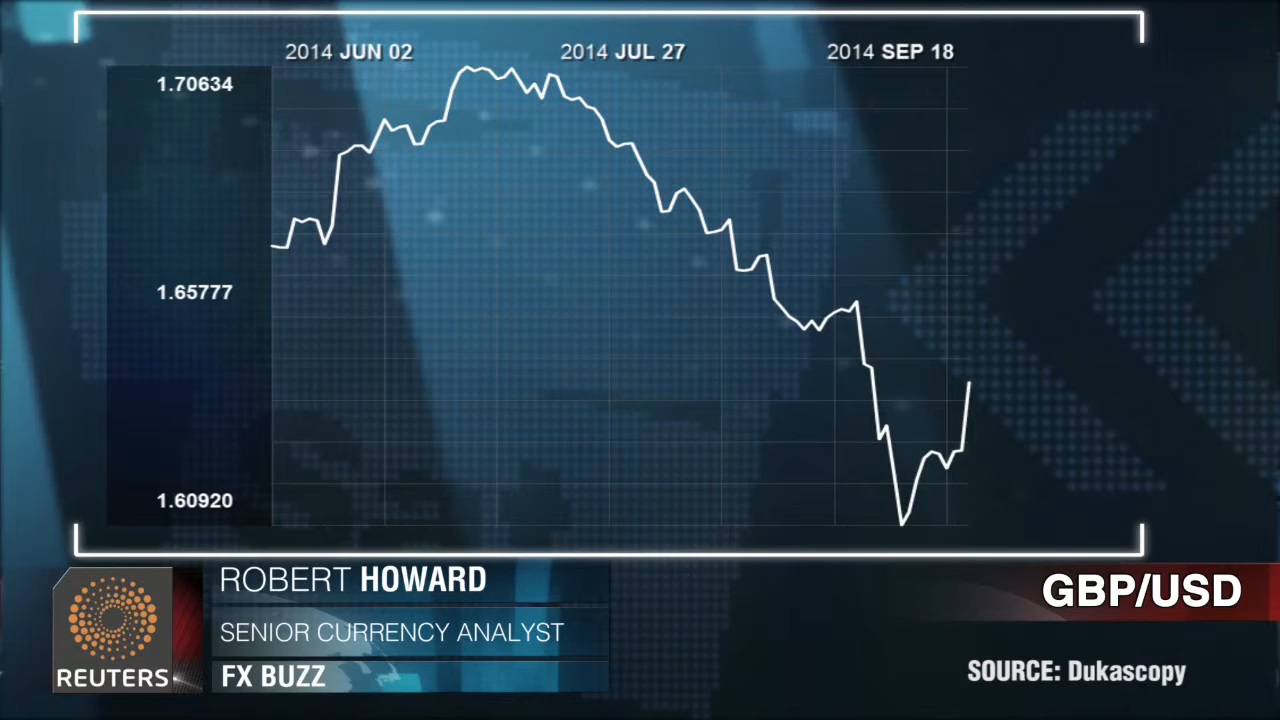 2014 JUN 02
2014 JUL 27
2014 SEP 18
1.70634
1.65777
1.60920
ROBERT HOWARD
SENIOR CURRENCY ANALYST
FX BUZZ
REUTERS
GBP/USD
SOURCE: Dukascopy